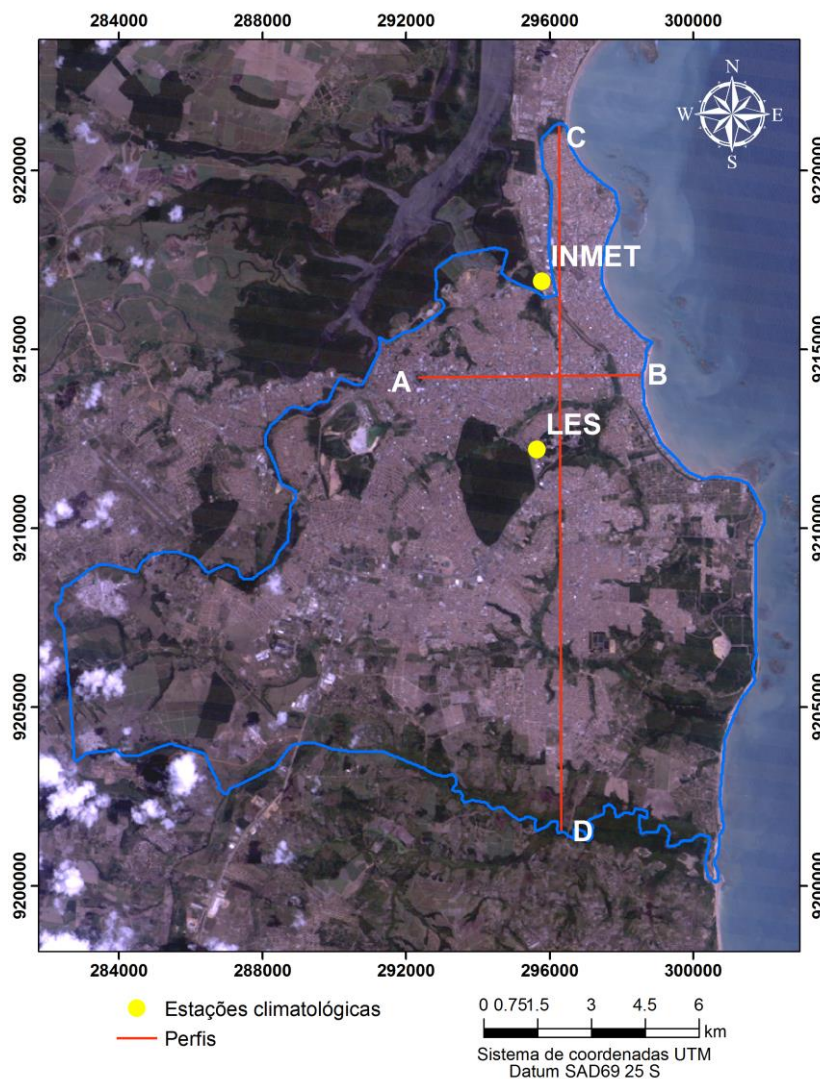 284000 288000 292000 296000 300000
N
W E
S
C
9220000 9220000
INMET
9215000 9215000
A B
LES
9210000 9210000
9205000 9205000
D
9200000 9200000
284000 288000 292000 296000 300000
Estações climatológicas
Perfis
0 0.75 1.5 3 4.5 6
km
Sistema de coordenadas UTM
Datum SAD69 25 S